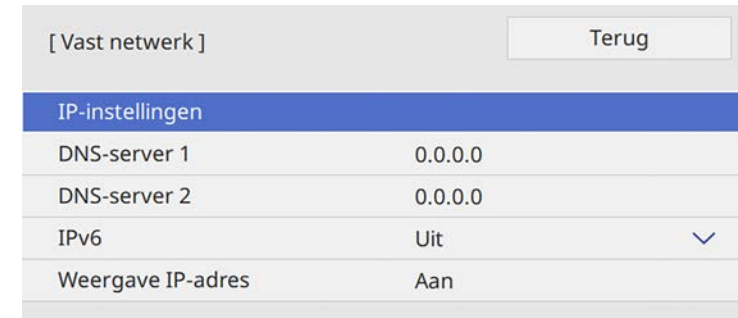 [ Vast netwerk ]
Terug
IP-instellingen
DNS-server 1 0.0.0.0
DNS-server 2 0.0.0.0
IPv6 Uit
Weergave IP-adres Aan